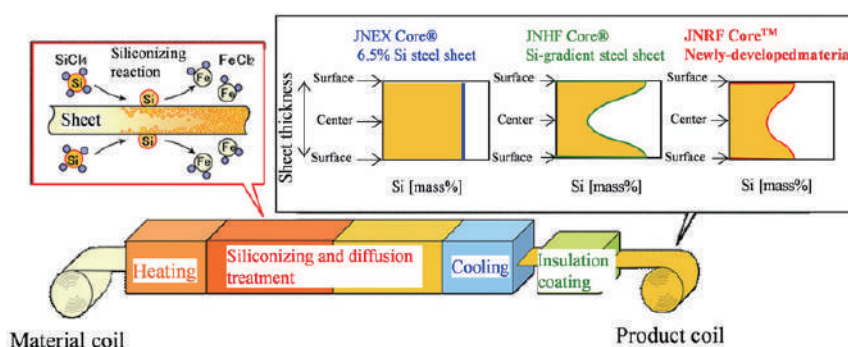 SiCl4
Siliconizing
reaction
FeCl2
Si
Si
Fe
Fe
Sheet
Si
Si
Fe
Fe
JNEX Core®
6.5% Si steel sheet
JNHF Core®
Si-gradient steel sheet
JNRF Core™
Newly-developedmateria
Sheet thickness
Surface
Center
Surface
Si [mass%]
Surface
Center
Surface
Si [mass%]
Surface
Center
Surface
Si [mass%]
Heating
Siliconizing and diffusion
treatment
Cooling
Insulation
coating
Material coil
Product coil